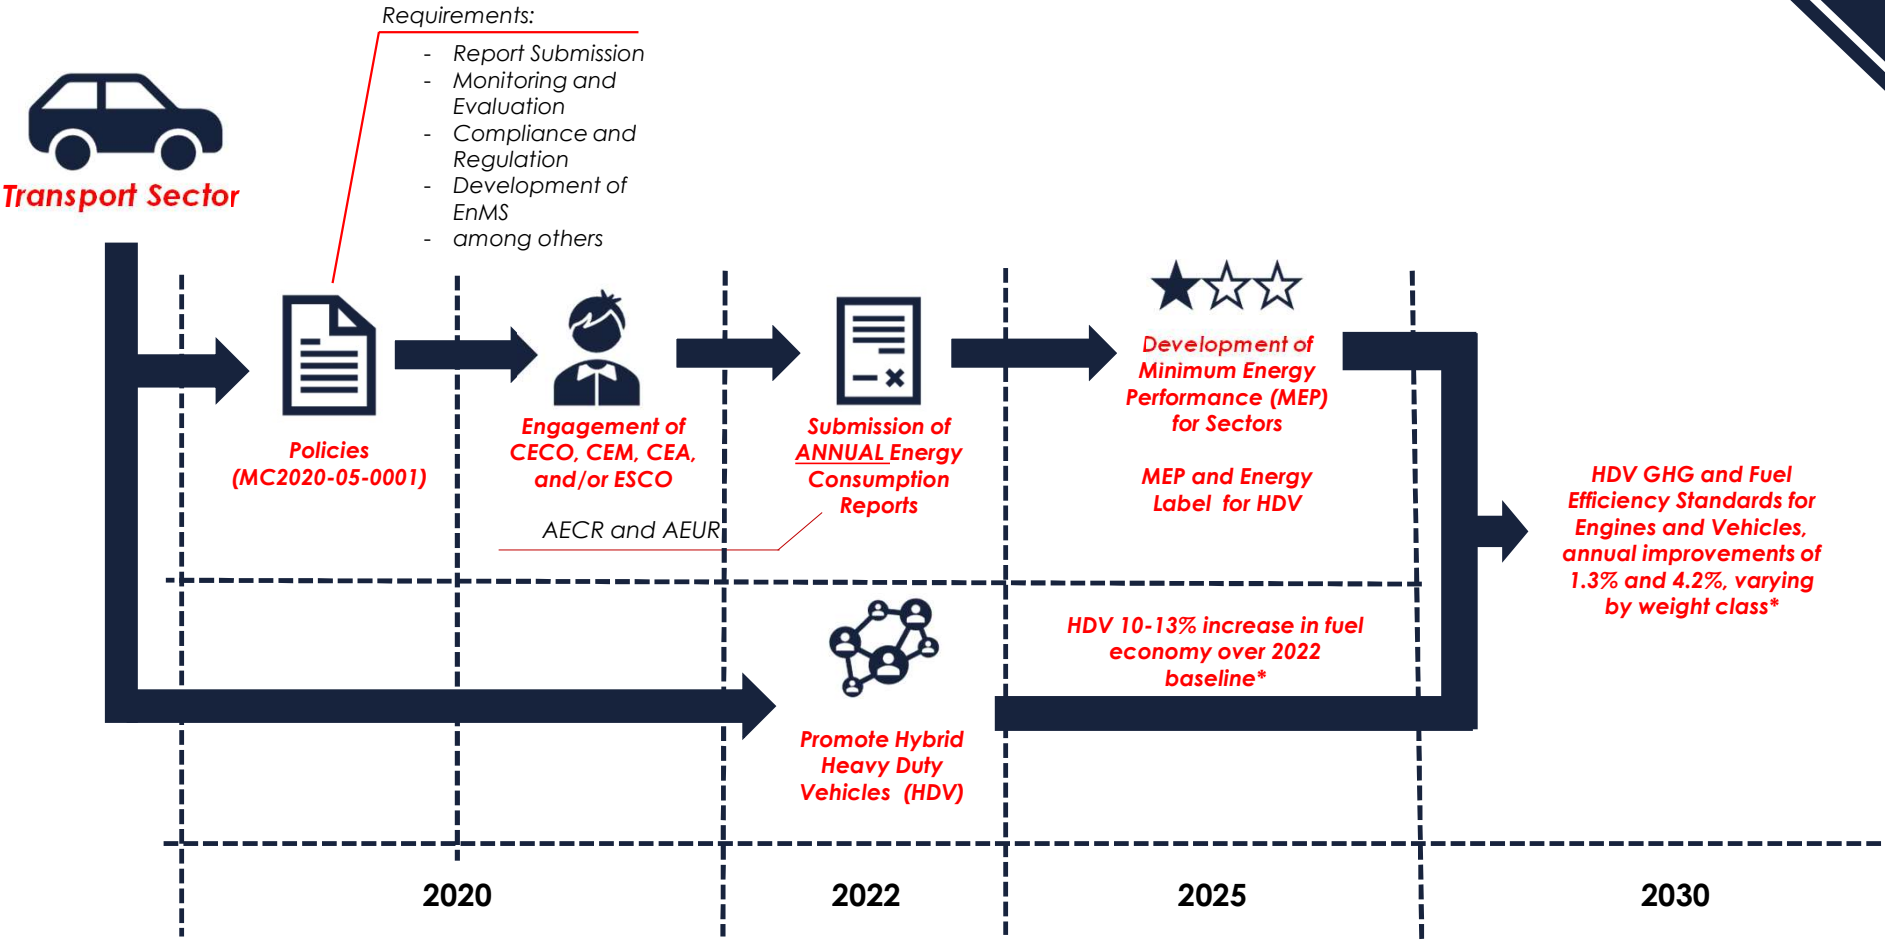 Requirements:
- Report Submission
- Monitoring and
Evaluation
- Compliance and
Regulation
- Development of
EnMS
- among others
Transport Sector
Policies
(MC2020-05-0001)
Engagement of
CECO, CEM, CEA,
and/or ESCO
AECR and AEUR
Submission of
ANNUAL Energy
Consumption
Reports
Development of
Minimum Energy
Performance (MEP)
for Sectors
MEP and Energy
Label for HDV
HDV GHG and Fuel
Efficiency Standards for
Engines and Vehicles,
annual improvements of
1.3% and 4.2%, varying
by weight class*
Promote Hybrid
Heavy Duty
Vehicles (HDV)
HDV 10-13% increase in fuel
economy over 2022
baseline*
2020
2022
2025
2030